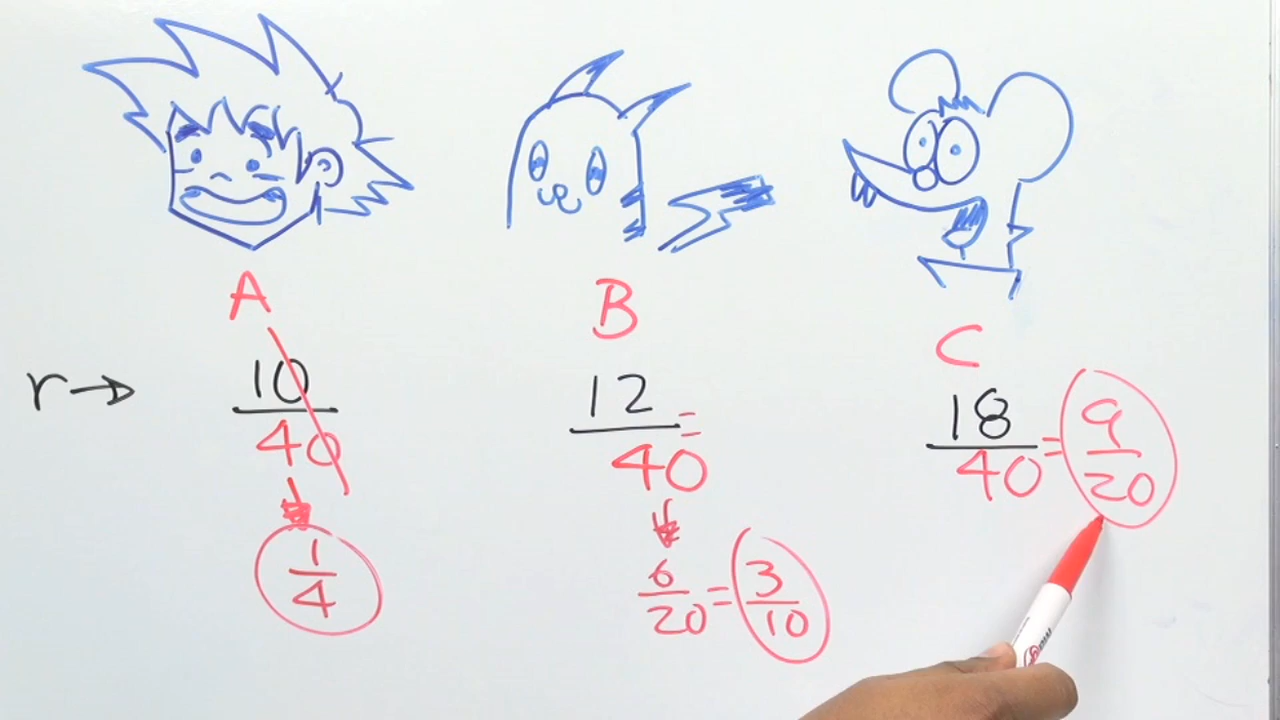 A
B
C
r→
10/40
12/40 =
18/40 = 9/20
1/4
6/20 = 3/10